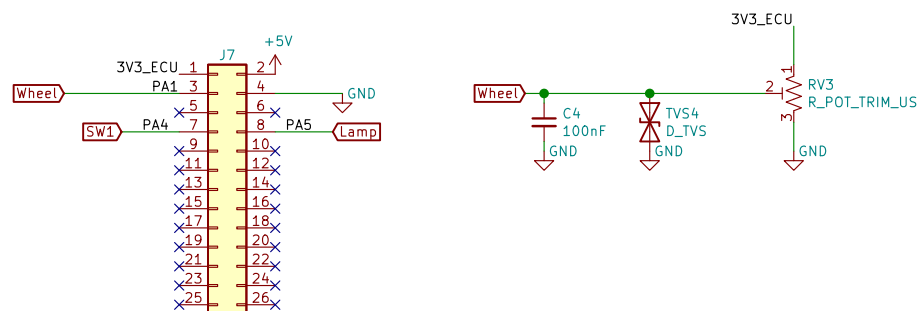 3V3_ECU
J7
+5V
3V3_ECU
1
2
Wheel
PA1
3
4
GND
5
6
SW1
PA4
7
8
PA5
Lamp
9
10
11
12
13
14
15
16
17
18
19
20
21
22
23
24
25
26
Wheel
C4
100nF
GND
TVS4
D_TVS
GND
1
2
3
RV3
R_POT_TRIM_US
GND